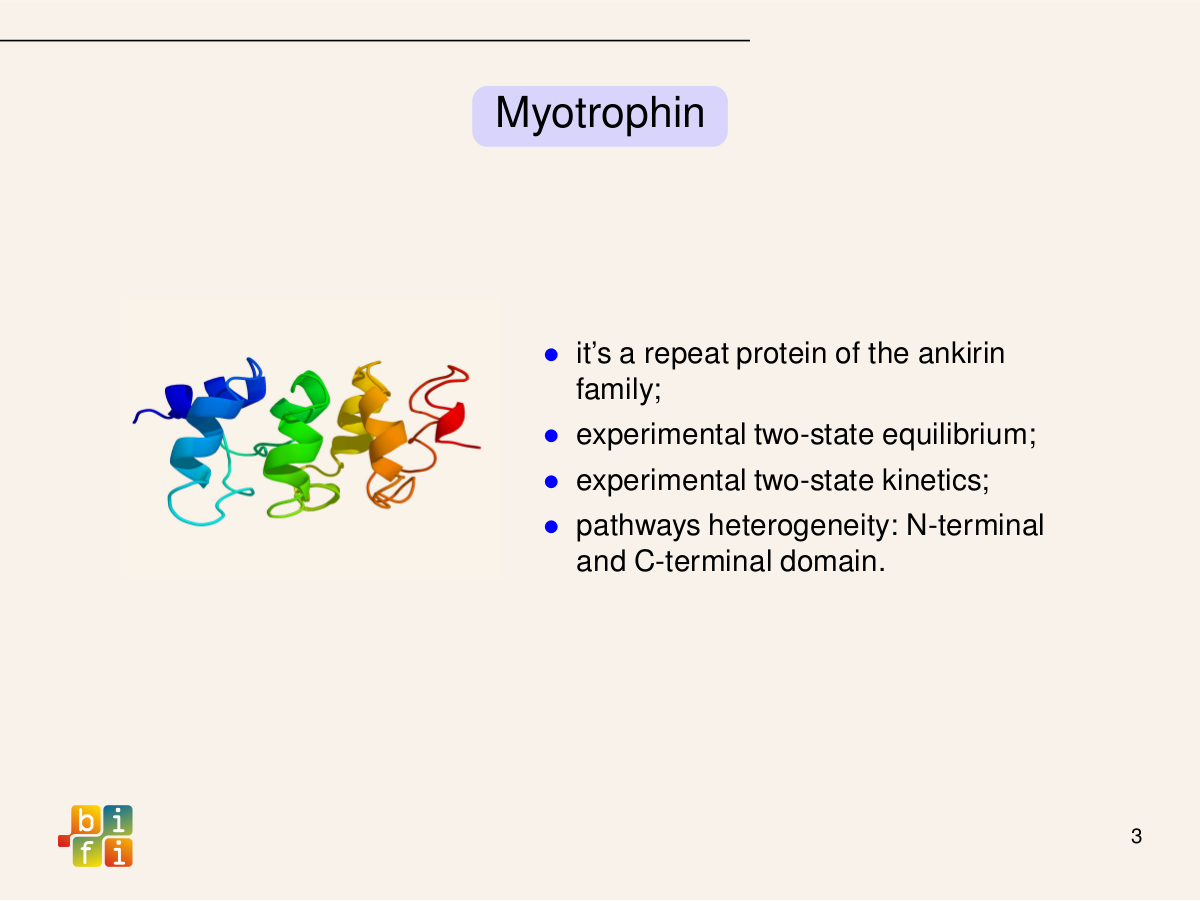 Myotrophin
● it’s a repeat protein of the ankirin
family;
● experimental two-state equilibrium;
● experimental two-state kinetics;
● pathways heterogeneity: N-terminal
and C-terminal domain.
b i
f i
3